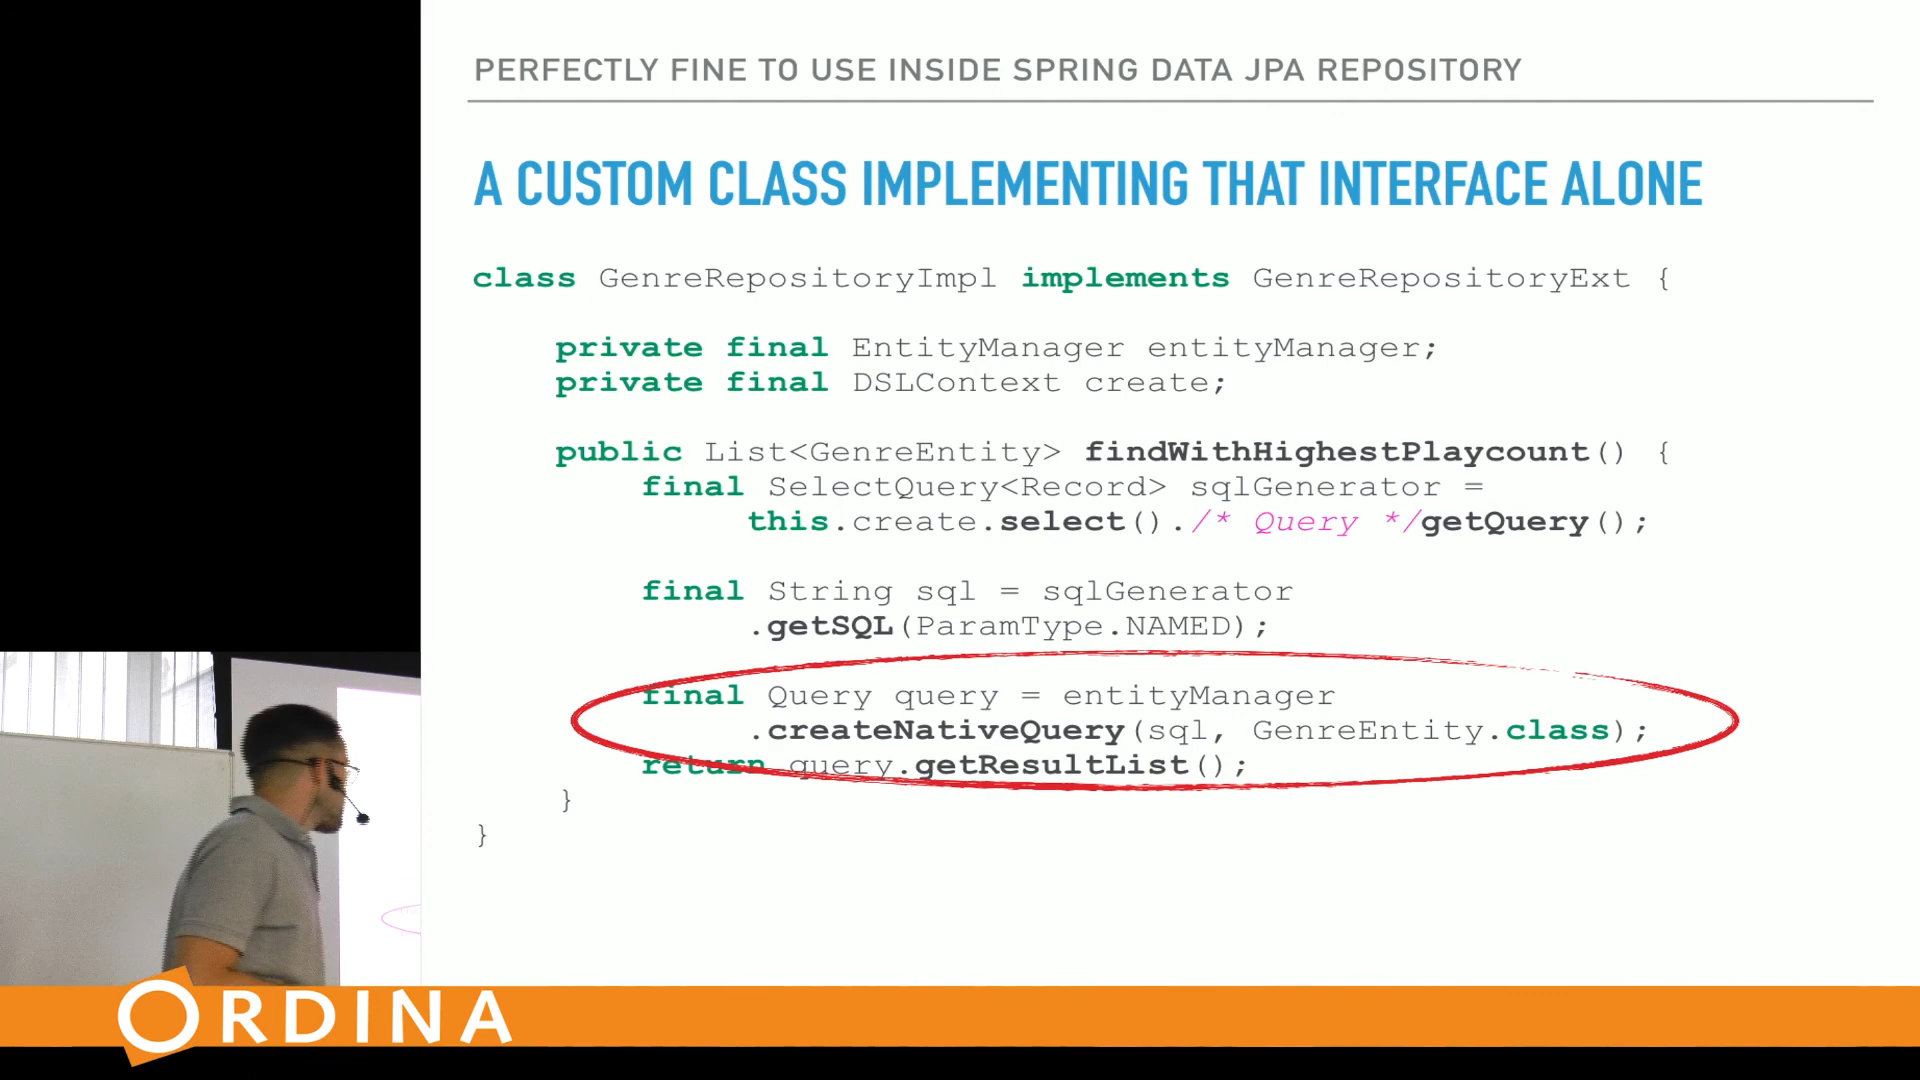 PERFECTLY FINE TO USE INSIDE SPRING DATA JPA REPOSITORY
A CUSTOM CLASS IMPLEMENTING THAT INTERFACE ALONE
class GenreRepositoryImpl implements GenreRepositoryExt {
private final EntityManager entityManager;
private final DSLContext create;
public List<GenreEntity> findWithHighestPlaycount() {
final SelectQuery<Record> sqlGenerator =
this.create.select()./* Query */getQuery();
final String sql = sqlGenerator
.getSQL(ParamType.NAMED);
final Query query = entityManager
.createNativeQuery(sql, GenreEntity.class);
return query.getResultList();
}
}
ORDINA